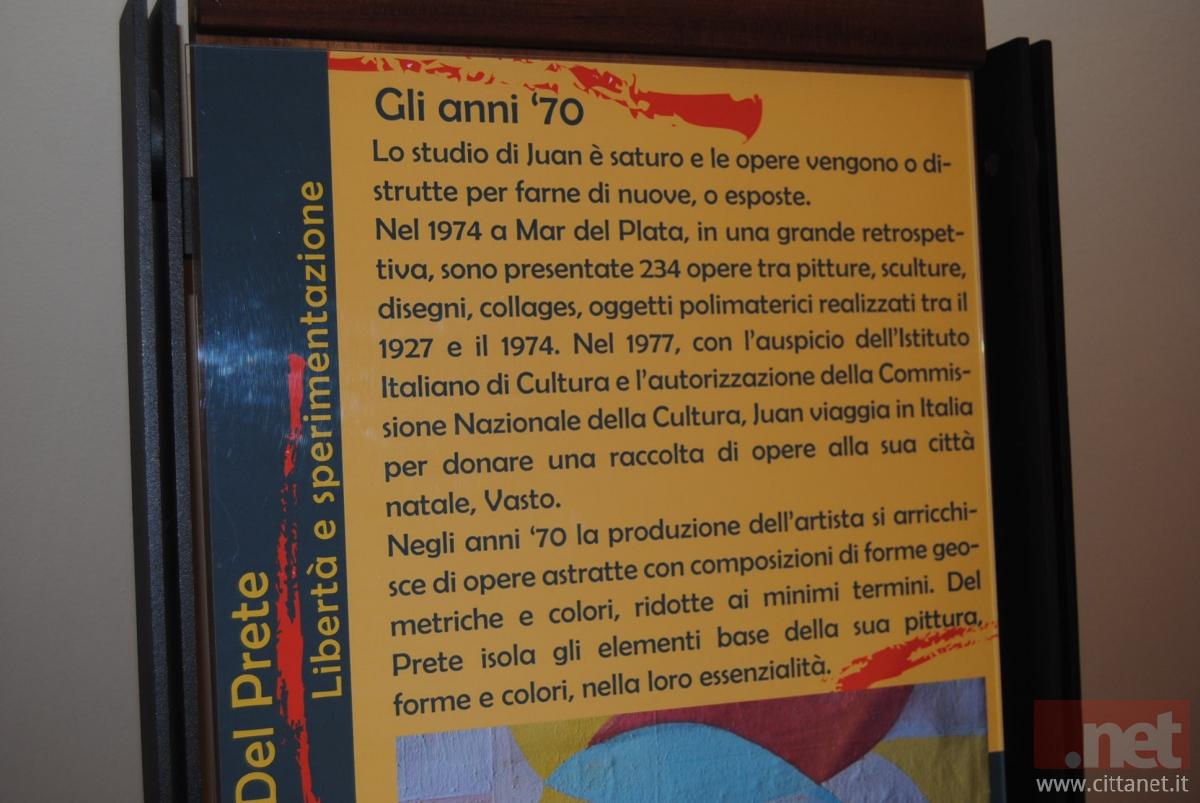 Gli anni ‘70
Lo studio di Juan è saturo e le opere vengono o di-
strutte per farne di nuove, o esposte.
Nel 1974 a Mar del Plata, in una grande retrospet-
tiva, sono presentate 234 opere tra pitture, sculture,
disegni, collages, oggetti polimaterici realizzati tra il
1927 e il 1974. Nel 1977, con l’auspicio dell’Istituto
Italiano di Cultura e l’autorizzazione della Commis-
sione Nazionale della Cultura, Juan viaggia in Italia
per donare una raccolta di opere alla sua città
natale, Vasto.
Negli anni ‘70 la produzione dell’artista si arricchi-
sce di opere astratte con composizioni di forme geo-
metriche e colori, ridotte ai minimi termini. Del
Prete isola gli elementi base della sua pittura,
forme e colori, nella loro essenzialità.
Del Prete
Libertà e sperimentazione
.net
www.cittanet.it